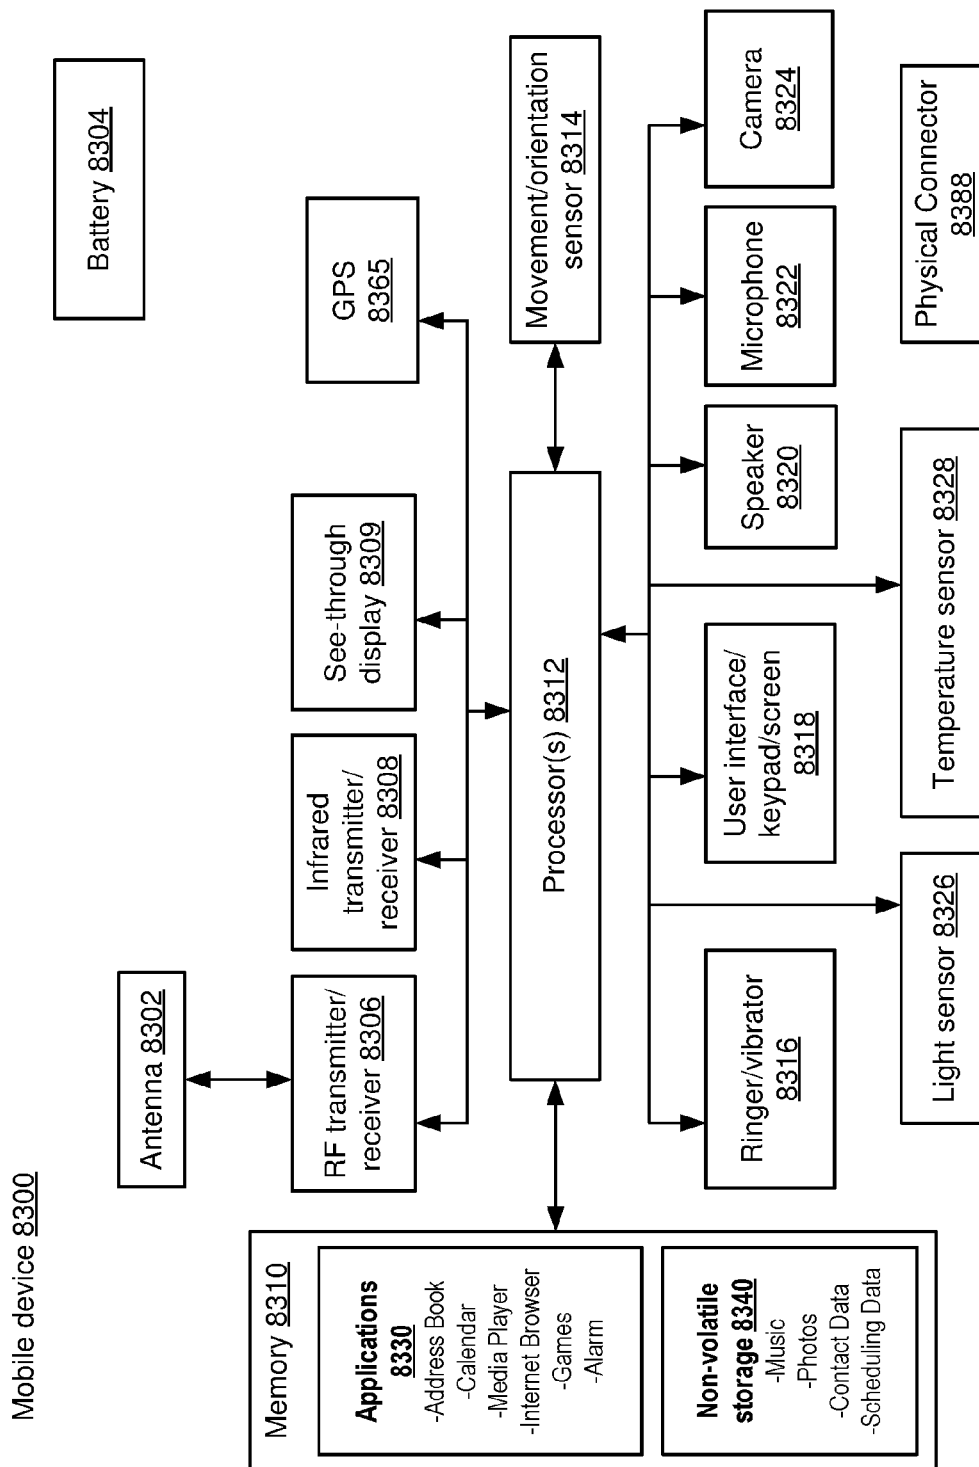 Mobile device 8300
Antenna 8302
Battery 8304
RF transmitter/
receiver 8306
Infrared
transmitter/
receiver 8308
See-through
display 8309
GPS
8365
Memory 8310
Applications
8330
-Address Book
-Calendar
-Media Player
-Internet Browser
-Games
-Alarm
Non-volatile
storage 8340
-Music
-Photos
-Contact Data
-Scheduling Data
Processor(s) 8312
Movement/orientation
sensor 8314
Ringer/vibrator
8316
User interface/
keypad/screen
8318
Speaker
8320
Microphone
8322
Camera
8324
Light sensor 8326
Temperature sensor 8328
Physical Connector
8388